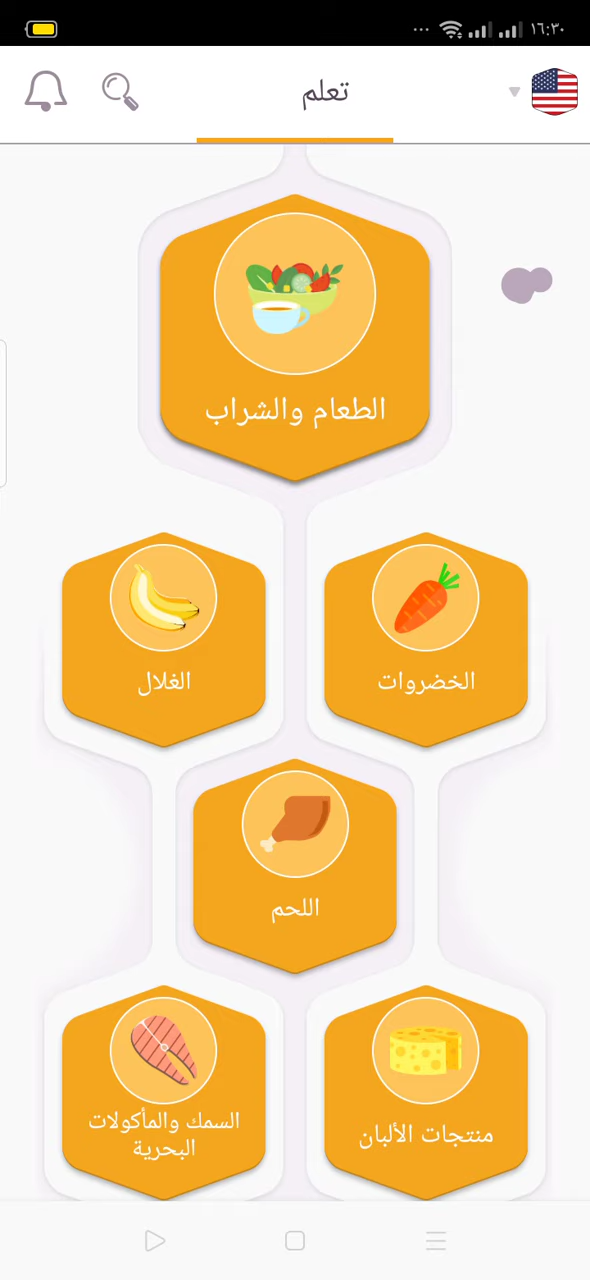 ١٦:٣٠
تعلم
الطعام والشراب
الخضروات
الغلال
اللحم
منتجات الألبان
السمك والمأكولات
البحرية